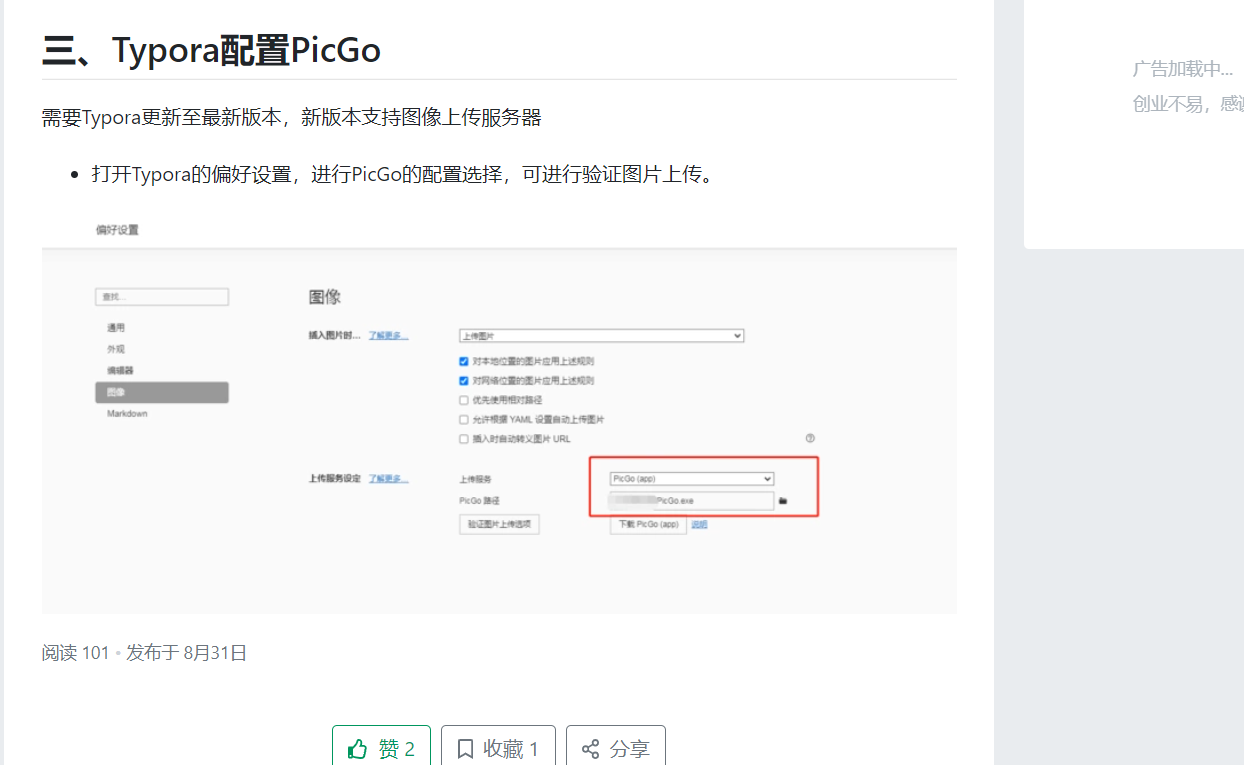 三、Typora配置PicGo
广告加载中...
创业不易，感
需要Typora更新至最新版本，新版本支持图像上传服务器
打开Typora的偏好设置，进行PicGo的配置选择，可进行验证图片上传。
偏好设置
查找...
图像
通用
插入图片时... 了解更多... 上传图片
外观
对本地位置的图片应用上述规则
编辑器
对网络位置的图片应用上述规则
图像
优先使用相对路径
Markdown
允许根据 YAML 设置自动上传图片
插入时自动转义图片 URL
上传服务设定 了解更多... 上传服务 PicGo (app)
PicGo 路径 PicGo.exe
验证图片上传选项 下载 PicGo (app) 说明
阅读 101 • 发布于 8月31日
赞 2 收藏 1 分享